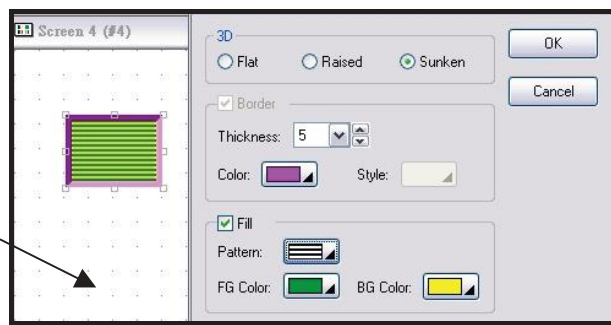 Screen 4 (#4)
3D
Flat Raised Sunken
OK
Cancel
Border
Thickness: 5
Color: Style:
Fill
Pattern:
FG Color: BG Color: